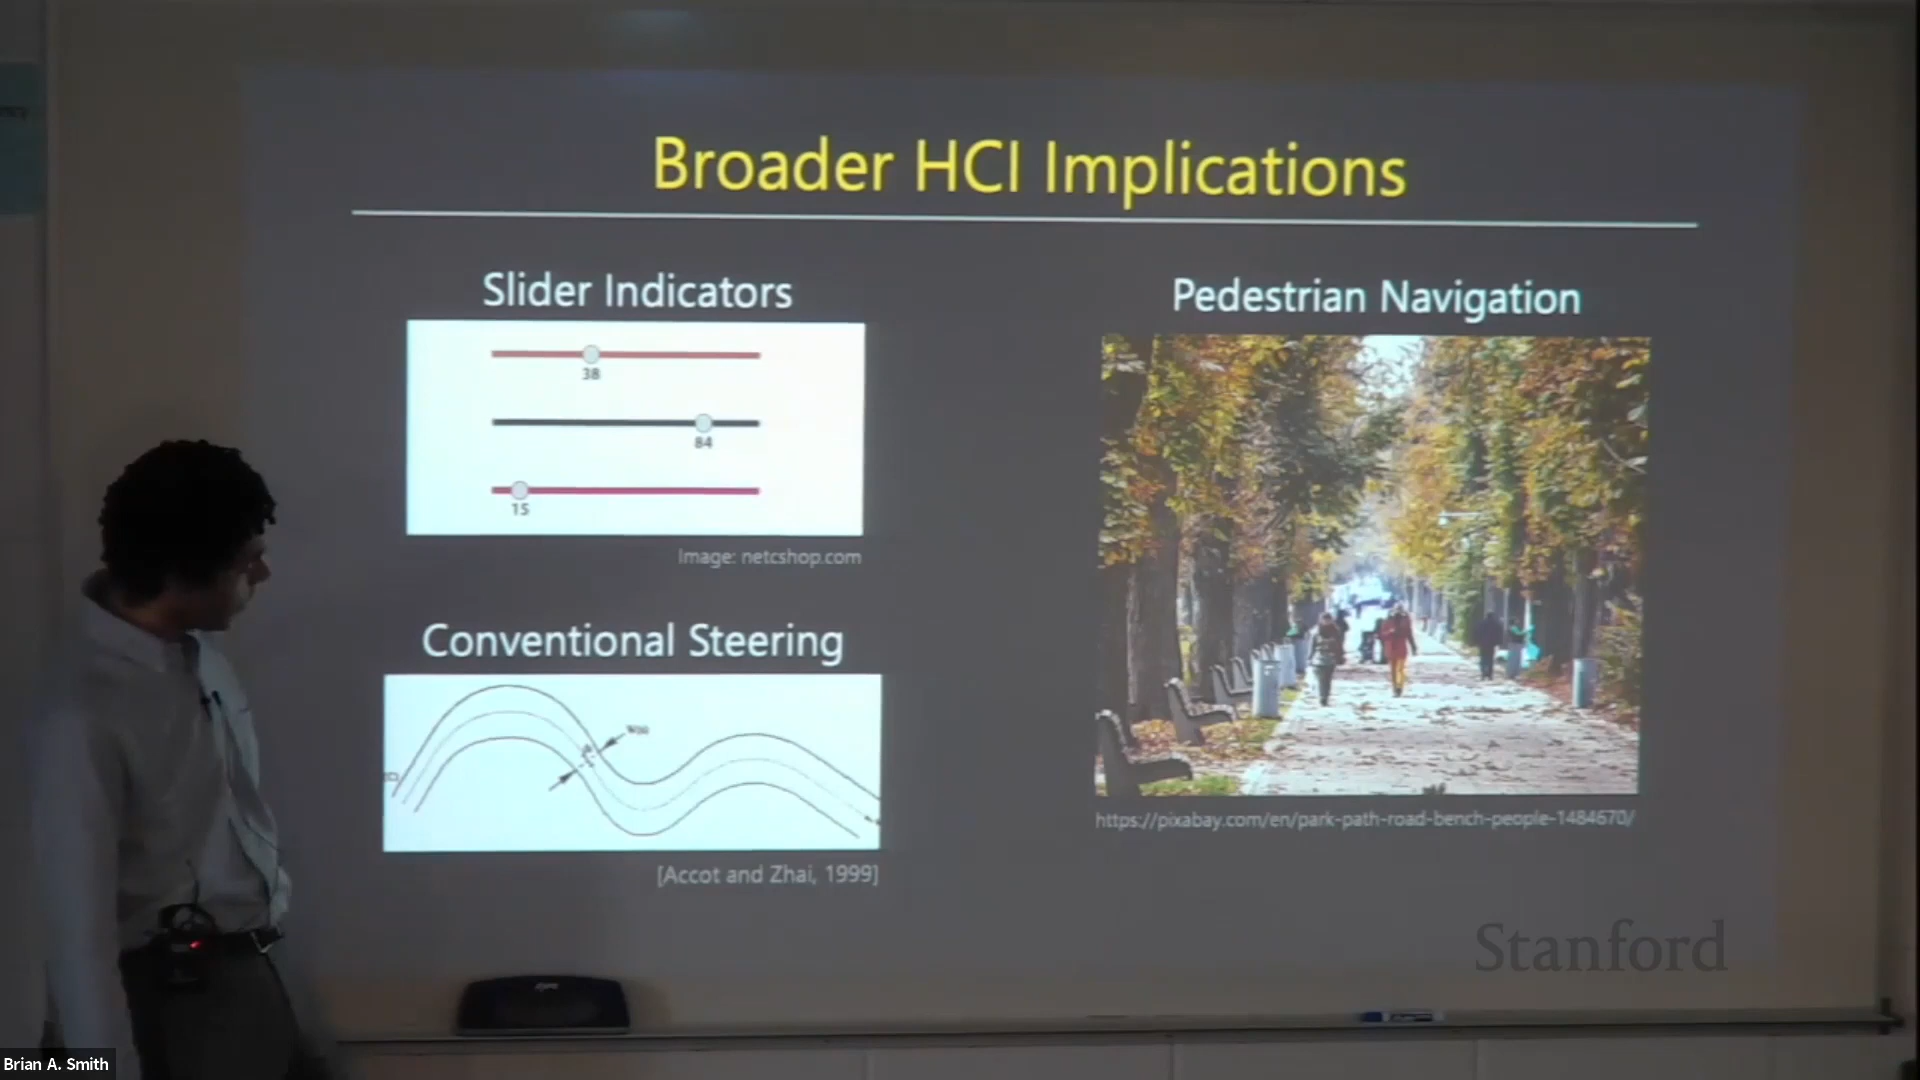 Broader HCI Implications
Slider Indicators
38
84
15
Image: netcshop.com
Conventional Steering
[Accot and Zhai, 1999]
Pedestrian Navigation
https://pixabay.com/en/park-path-road-bench-people-1484670/
Stanford
Brian A. Smith